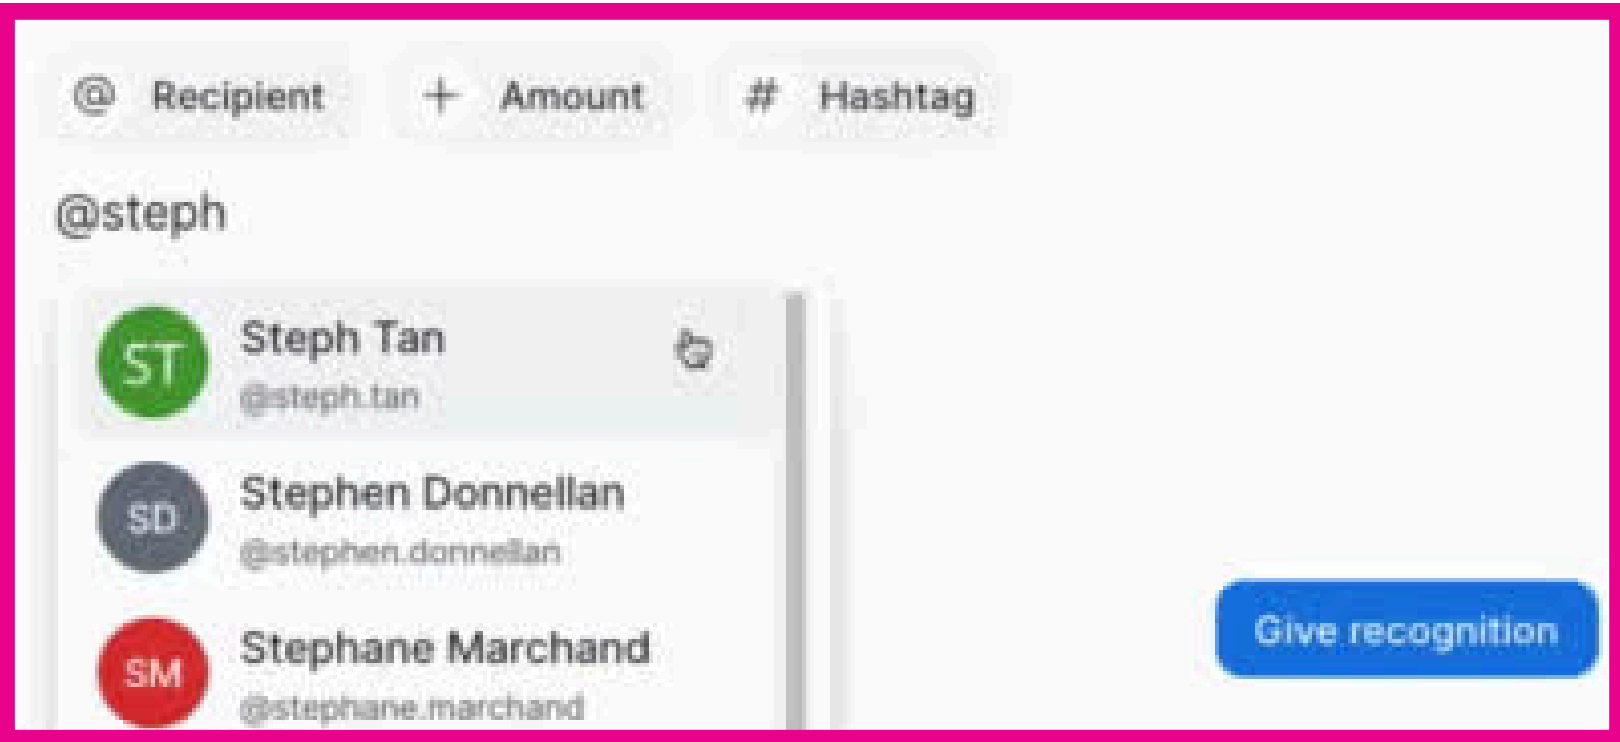 @ Recipient + Amount # Hashtag
@steph
ST Steph Tan
@steph.tan
SD Stephen Donnellan
@stephen.donnellan
SM Stephane Marchand
@stephane.marchand
Give recognition